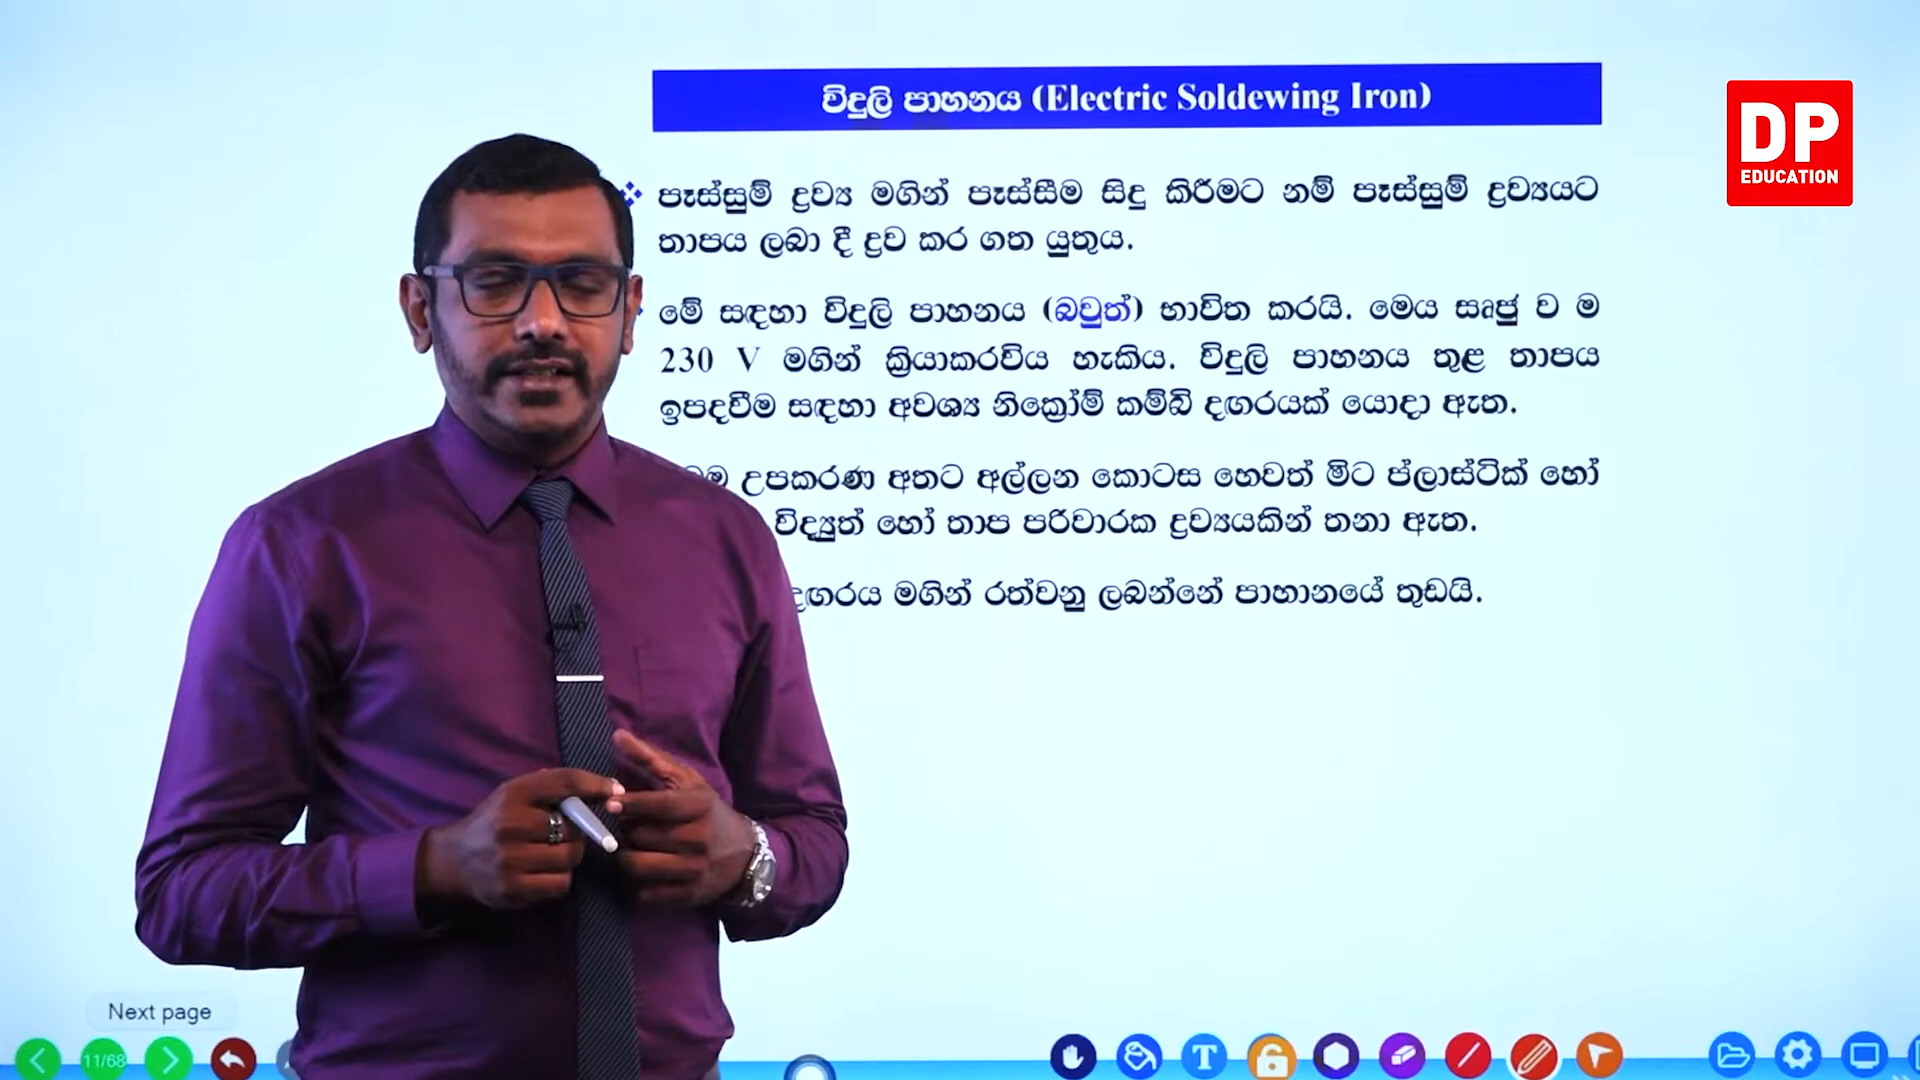 විදුලි පාහනය (Electric Soldewing Iron)
DP
EDUCATION
පෑස්සුම් ද්‍රව්‍ය මගින් පෑස්සීම සිදු කිරීමට නම් පෑස්සුම් ද්‍රව්‍යයට
තාපය ලබා දී ද්‍රව කර ගත යුතුය.
මේ සඳහා විදුලි පාහනය (බවුත්) භාවිත කරයි. මෙය සෘජු ව ම
230 V මගින් ක්‍රියාකරවිය හැකිය. විදුලි පාහනය තුළ තාපය
ඉපදවීම සඳහා අවශ්‍ය නික්‍රෝම් කම්බි දඟරයක් යොදා ඇත.
උපකරණ අතට අල්ලන කොටස හෙවත් මිට ප්ලාස්ටික් හෝ
විද්‍යුත් හෝ තාප පරිවාරක ද්‍රව්‍යයකින් තනා ඇත.
දඟරය මගින් රත්වනු ලබන්නේ පාහානයේ තුඩයි.
Next page
11/68
T